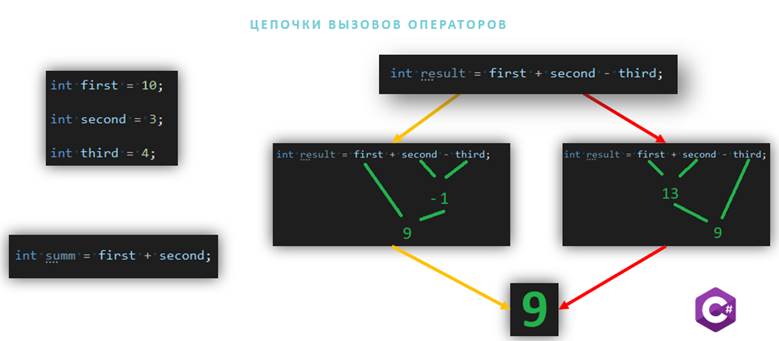 ЦЕПОЧКИ ВЫЗОВОВ ОПЕРАТОРОВ
int first = 10;
int second = 3;
int third = 4;
int summ = first + second;
int result = first + second - third;
int result = first + second - third;
- 1
9
int result = first + second - third;
13
9
9
C#